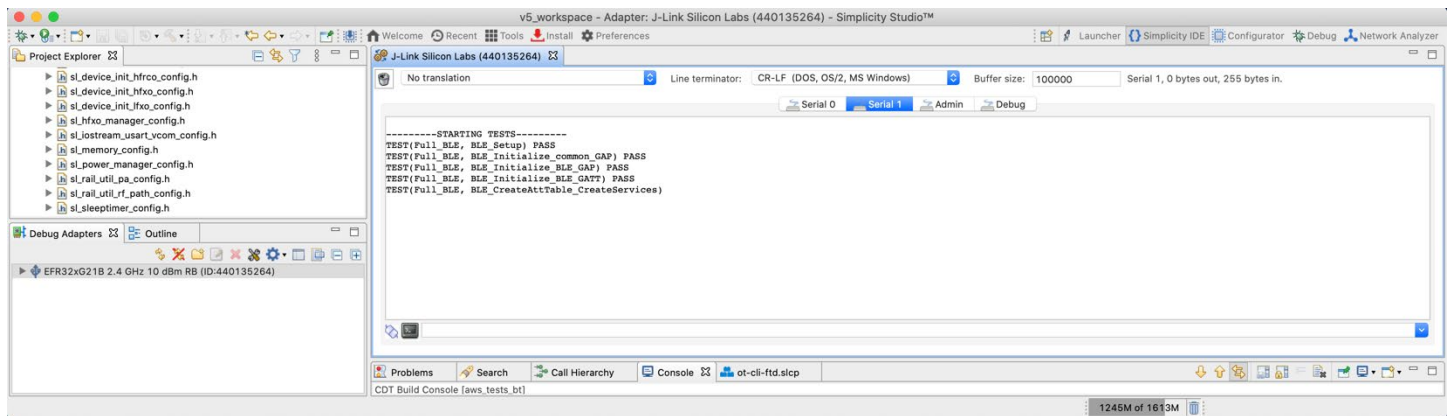 v5_workspace - Adapter: J-Link Silicon Labs (440135264) - Simplicity Studio™
Welcome Recent Tools Install Preferences Launcher Simplicity IDE Configurator Debug Network Analyzer
Project Explorer
sl_device_init_hfrco_config.h
sl_device_init_hfxo_config.h
sl_device_init_lfxo_config.h
sl_hfxo_manager_config.h
sl_iostream_usart_vcom_config.h
sl_memory_config.h
sl_power_manager_config.h
sl_rail_util_pa_config.h
sl_rail_util_rf_path_config.h
sl_sleeptimer_config.h
Debug Adapters Outline
EFR32xG21B 2.4 GHz 10 dBm RB (ID:440135264)
J-Link Silicon Labs (440135264)
No translation Line terminator: CR-LF (DOS, OS/2, MS Windows) Buffer size: 100000 Serial 1, 0 bytes out, 255 bytes in.
Serial 0 Serial 1 Admin Debug
---------STARTING TESTS---------
TEST(Full_BLE, BLE_Setup) PASS
TEST(Full_BLE, BLE_Initialize_common_GAP) PASS
TEST(Full_BLE, BLE_Initialize_BLE_GAP) PASS
TEST(Full_BLE, BLE_Initialize_BLE_GATT) PASS
TEST(Full_BLE, BLE_CreateAttTable_CreateServices)
Problems Search Call Hierarchy Console ot-cli-ftd.slcp
CDT Build Console [aws_tests_bt]
1245M of 1613M